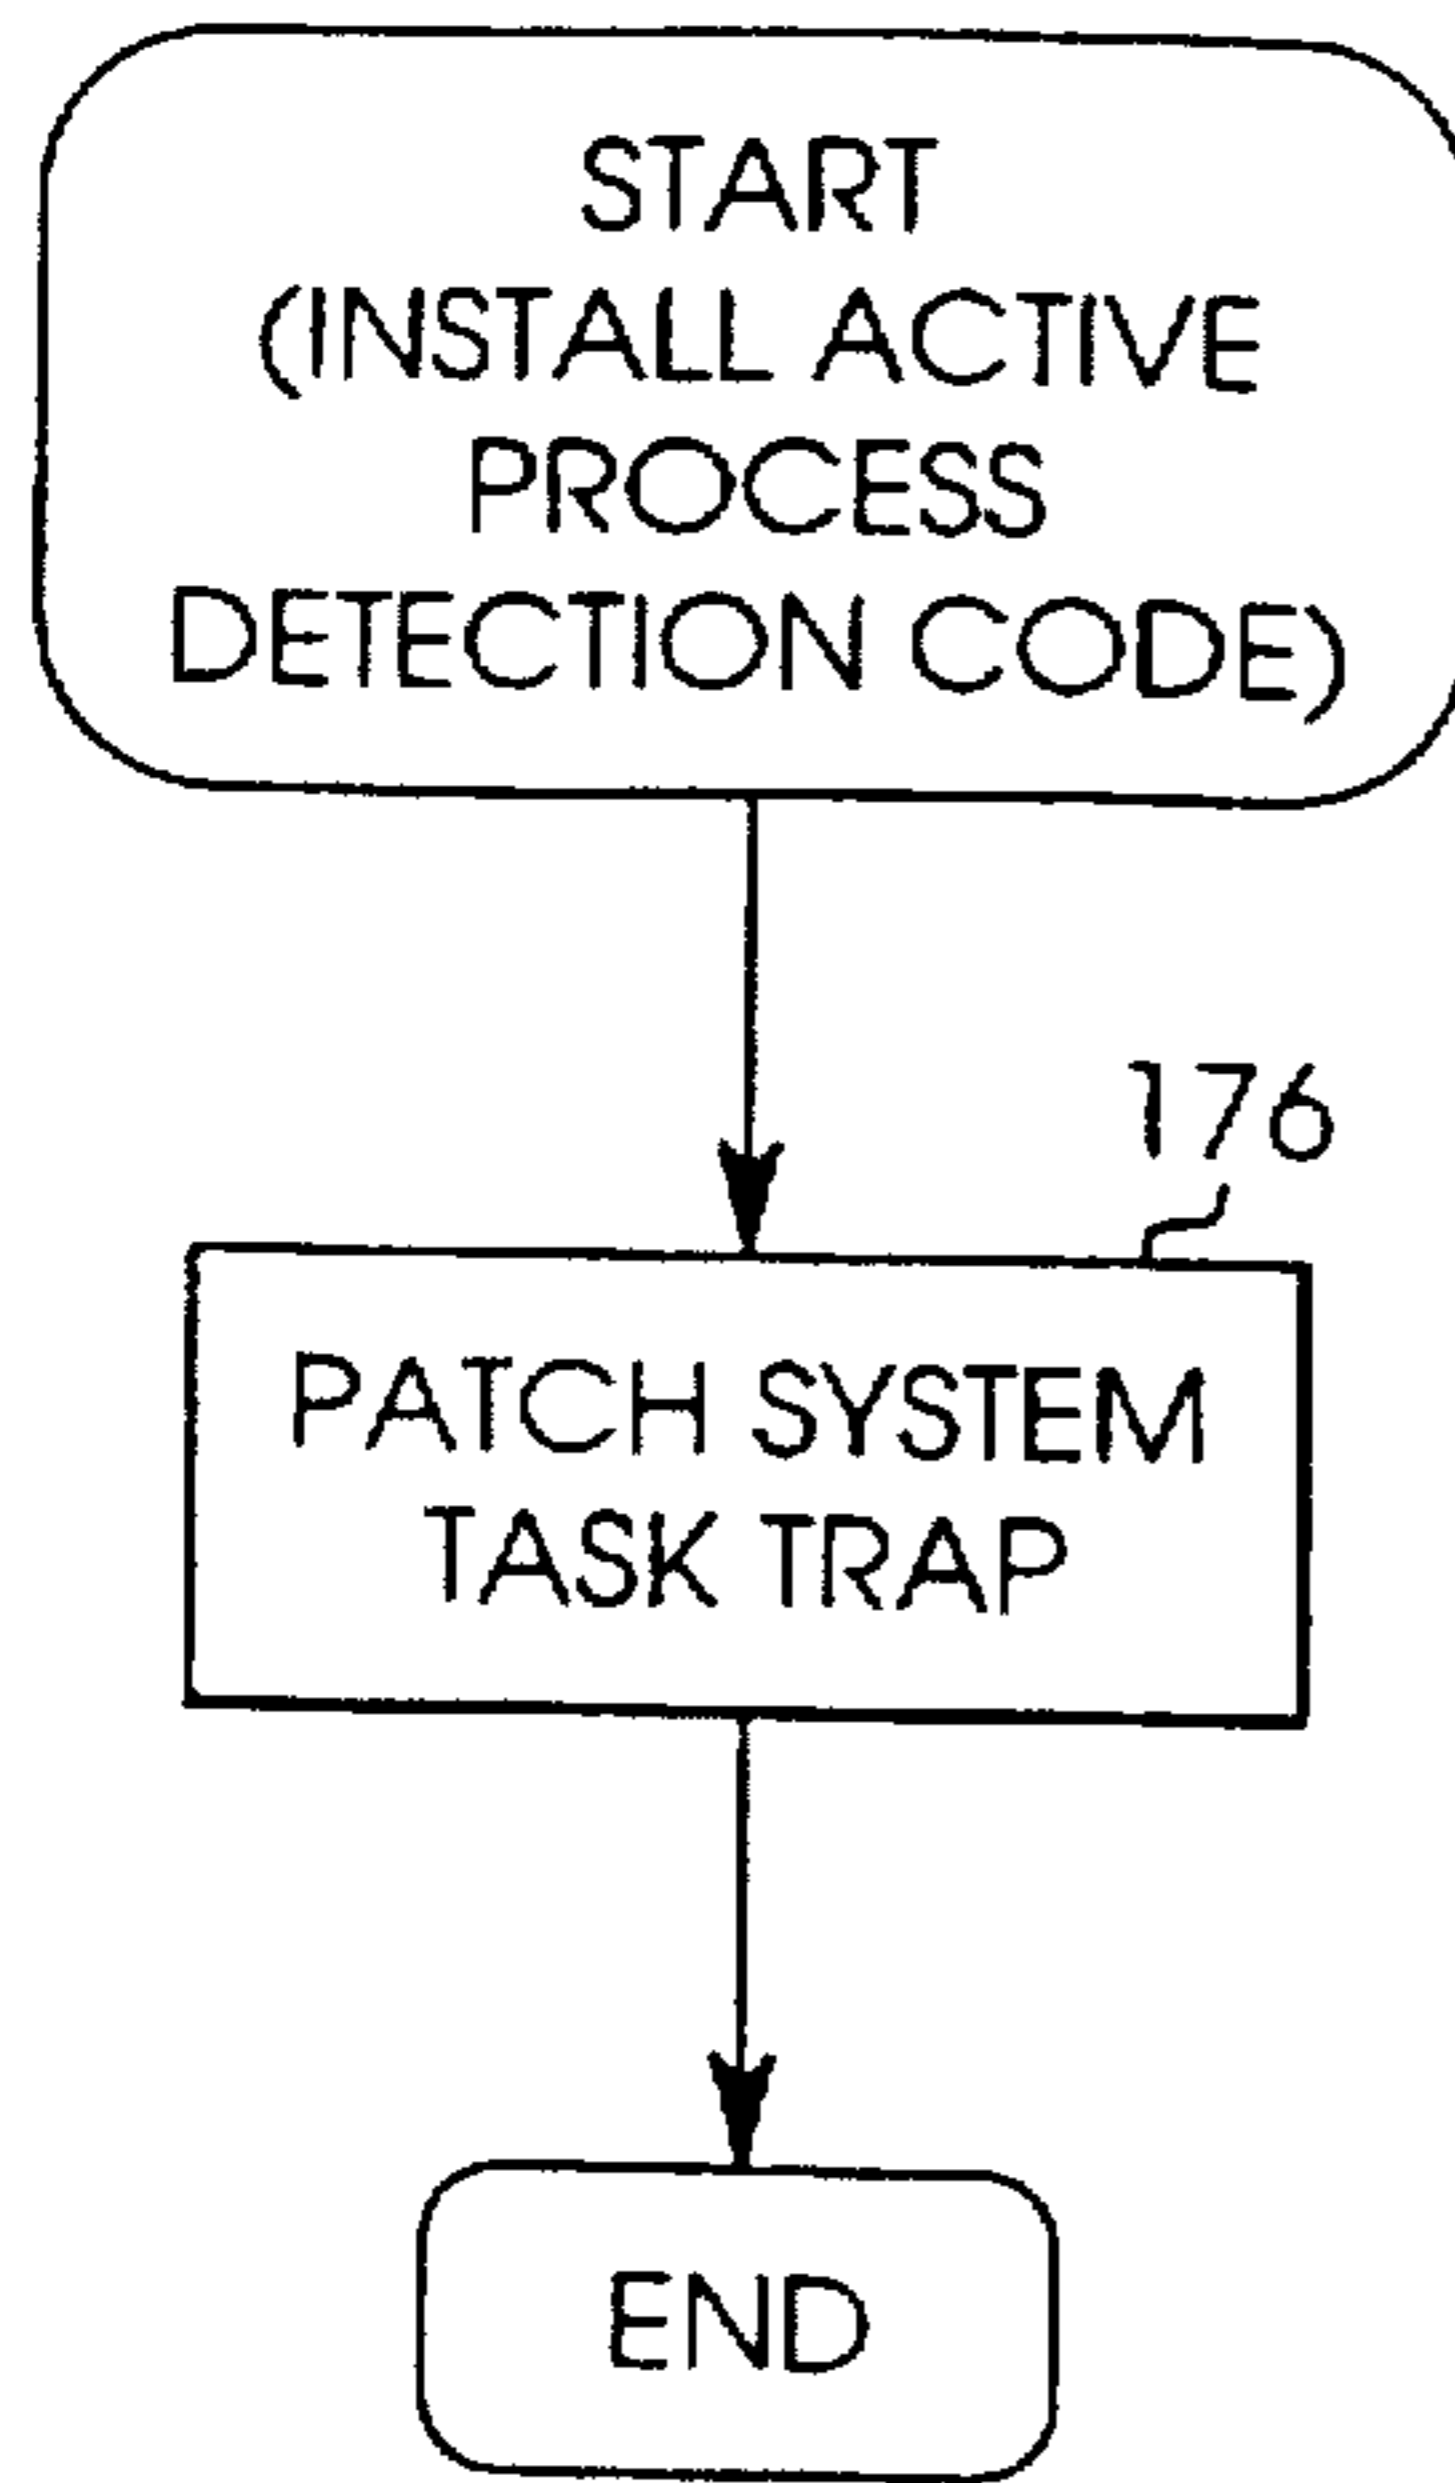 START
(INSTALL ACTIVE
PROCESS
DETECTION CODE)
176
PATCH SYSTEM
TASK TRAP
END